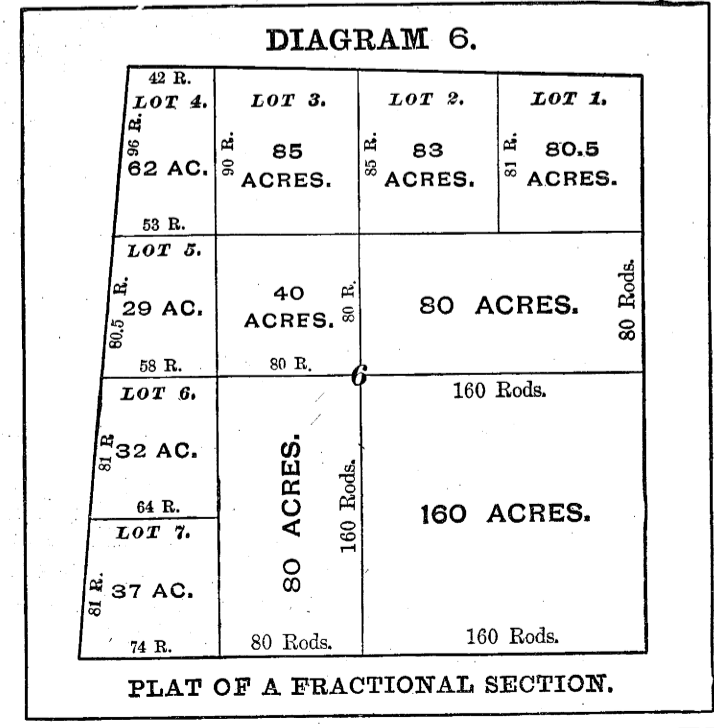 DIAGRAM 6.
42 R.
LOT 4.
96 R.
62 AC.
53 R.
LOT 3.
90 R.
85
ACRES.
LOT 2.
85 R.
83
ACRES.
LOT 1.
81 R.
80.5
ACRES.
LOT 5.
80.5 R.
29 AC.
58 R.
40
ACRES.
80 R.
80 R.
80 ACRES.
80 Rods.
6
LOT 6.
81 R
32 AC.
64 R.
LOT 7.
81 R.
37 AC.
74 R.
80 ACRES.
160 Rods.
80 Rods.
160 Rods.
160 ACRES.
160 Rods.
PLAT OF A FRACTIONAL SECTION.